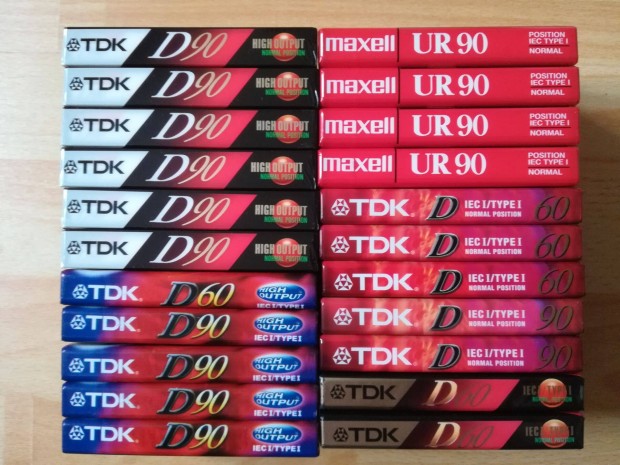 TDK D90 HIGH OUTPUT NORMAL POSITION
TDK D90 HIGH OUTPUT NORMAL POSITION
TDK D90 HIGH OUTPUT NORMAL POSITION
TDK D90 HIGH OUTPUT NORMAL POSITION
TDK D90 HIGH OUTPUT NORMAL POSITION
TDK D90 HIGH OUTPUT NORMAL POSITION
TDK D60 HIGH OUTPUT IEC I/TYPE I
TDK D90 HIGH OUTPUT IEC I/TYPE I
TDK D90 HIGH OUTPUT IEC I/TYPE I
TDK D90 HIGH OUTPUT IEC I/TYPE I
TDK D90 HIGH OUTPUT IEC I/TYPE I
maxell UR 90 POSITION IEC TYPE I NORMAL
maxell UR 90 POSITION IEC TYPE I NORMAL
maxell UR 90 POSITION IEC TYPE I NORMAL
maxell UR 90 POSITION IEC TYPE I NORMAL
TDK D IEC I/TYPE I NORMAL POSITION 60
TDK D IEC I/TYPE I NORMAL POSITION 60
TDK D IEC I/TYPE I NORMAL POSITION 60
TDK D IEC I/TYPE I NORMAL POSITION 90
TDK D IEC I/TYPE I NORMAL POSITION 90
TDK D90 NORMAL POSITION
TDK D90 NORMAL POSITION